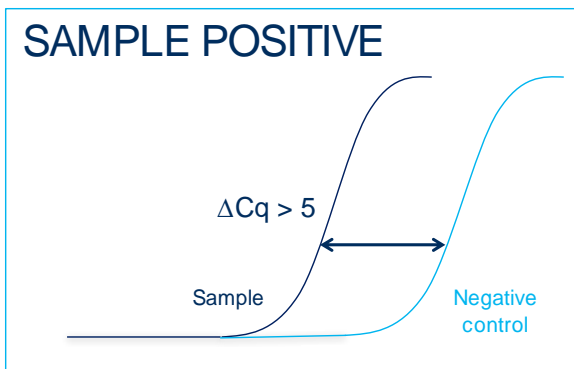 SAMPLE POSITIVE
ΔCq > 5
Sample
Negative
control